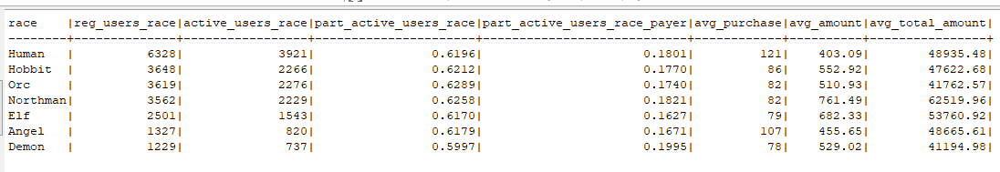 race    |reg_users_race|active_users_race|part_active_users_race|part_active_users_race_payer|avg_purchase|avg_amount|avg_total_amount|
--------+--------------+-----------------+----------------------+----------------------------+------------+----------+----------------+
Human   |          6328|             3921|                0.6196|                      0.1801|         121|    403.09|        48935.48|
Hobbit  |          3648|             2266|                0.6212|                      0.1770|          86|    552.92|        47622.68|
Orc     |          3619|             2276|                0.6289|                      0.1740|          82|    510.93|        41762.57|
Northman|          3562|             2229|                0.6258|                      0.1821|          82|    761.49|        62519.96|
Elf     |          2501|             1543|                0.6170|                      0.1627|          79|    682.33|        53760.92|
Angel   |          1327|              820|                0.6179|                      0.1671|         107|    455.65|        48665.61|
Demon   |          1229|              737|                0.5997|                      0.1995|          78|    529.02|        41194.98|